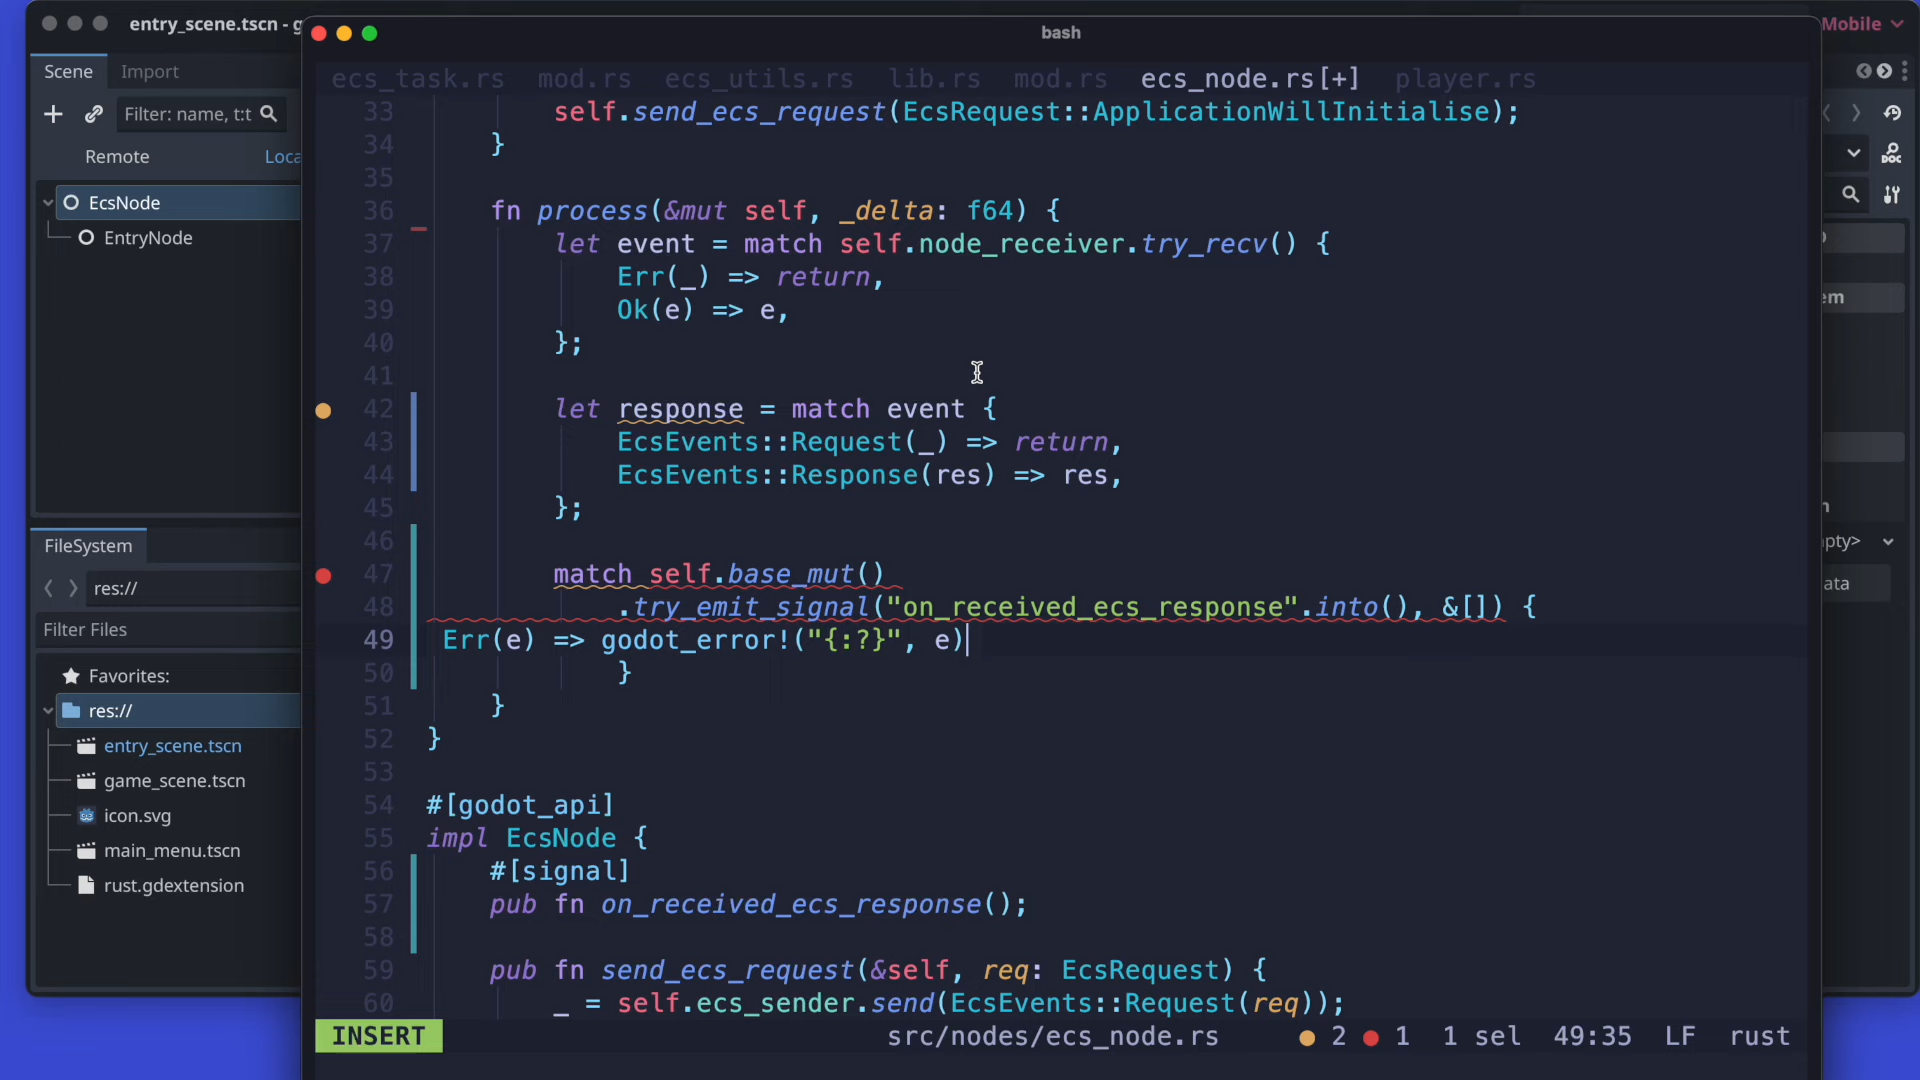 entry_scene.tscn - g
bash
Mobile
Scene
Import
ecs_task.rs mod.rs ecs_utils.rs lib.rs mod.rs ecs_node.rs[+] player.rs
Filter: name, t:t
Remote
Loca
EcsNode
EntryNode
FileSystem
res://
Filter Files
Favorites:
res://
entry_scene.tscn
game_scene.tscn
icon.svg
main_menu.tscn
rust.gdextension
33 self.send_ecs_request(EcsRequest::ApplicationWillInitialise);
34 }
35
36 fn process(&mut self, _delta: f64) {
37 let event = match self.node_receiver.try_recv() {
38 Err(_) => return,
39 Ok(e) => e,
40 };
41
42 let response = match event {
43 EcsEvents::Request(_) => return,
44 EcsEvents::Response(res) => res,
45 };
46
47 match self.base_mut()
48 .try_emit_signal("on_received_ecs_response".into(), &[]) {
49 Err(e) => godot_error!("{:?}", e)
50 }
51 }
52 }
53
54 #[godot_api]
55 impl EcsNode {
56 #[signal]
57 pub fn on_received_ecs_response();
58
59 pub fn send_ecs_request(&self, req: EcsRequest) {
60 _ = self.ecs_sender.send(EcsEvents::Request(req));
INSERT src/nodes/ecs_node.rs 2 1 1 sel 49:35 LF rust
DOC
em
n
pty>
ata